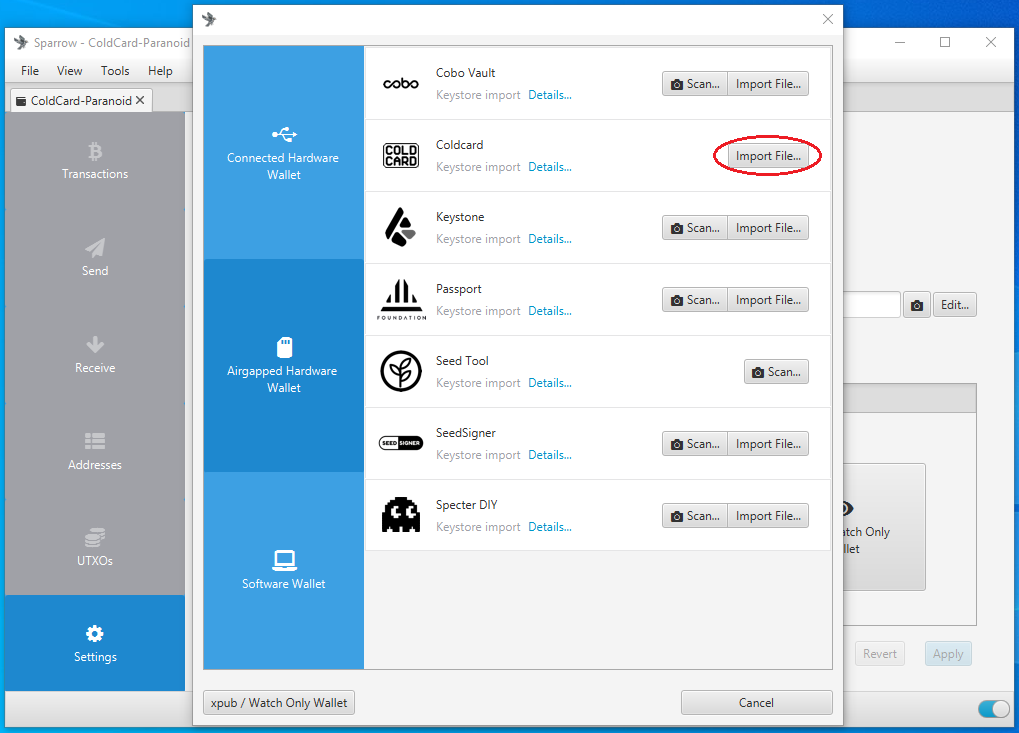 Sparrow - ColdCard-Paranoid
File View Tools Help
ColdCard-Paranoid
Transactions
Send
Receive
Addresses
UTXOs
Settings
Connected Hardware
Wallet
Airgapped Hardware
Wallet
Software Wallet
cobo
Cobo Vault
Keystore import Details...
Scan... Import File...
COLD
CARD
Coldcard
Keystore import Details...
Import File...
Keystone
Keystore import Details...
Scan... Import File...
FOUNDATION
Passport
Keystore import Details...
Scan... Import File...
Seed Tool
Keystore import Details...
Scan...
SEED SIGNER
SeedSigner
Keystore import Details...
Scan... Import File...
Specter DIY
Keystore import Details...
Scan... Import File...
xpub / Watch Only Wallet
Cancel
Edit...
atch Only
llet
Revert
Apply